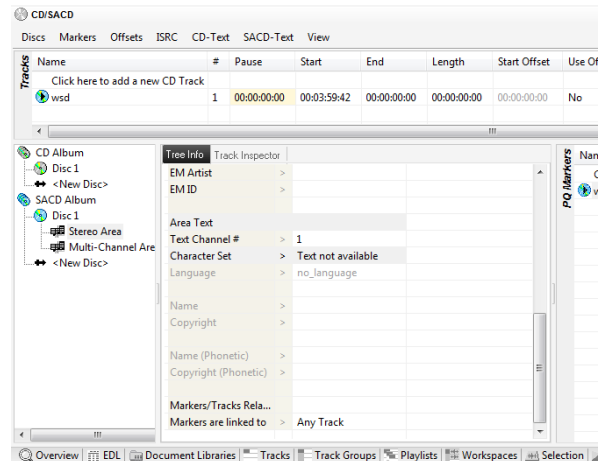 CD/SACD
Discs Markers Offsets ISRC CD-Text SACD-Text View
Tracks
Name # Pause Start End Length Start Offset Use Of
Click here to add a new CD Track
wsd 1 00:00:00:00 00:03:59:42 00:00:00:00 00:00:00:00 00:00:00:00 No
CD Album
Disc 1
<New Disc>
SACD Album
Disc 1
Stereo Area
Multi-Channel Are
<New Disc>
Tree Info Track Inspector
EM Artist >
EM ID >
Area Text
Text Channel # > 1
Character Set > Text not available
Language > no_language
Name >
Copyright >
Name (Phonetic) >
Copyright (Phonetic) >
Markers/Tracks Rela...
Markers are linked to > Any Track
PQ Markers
Nam
Overview EDL Document Libraries Tracks Track Groups Playlists Workspaces Selection